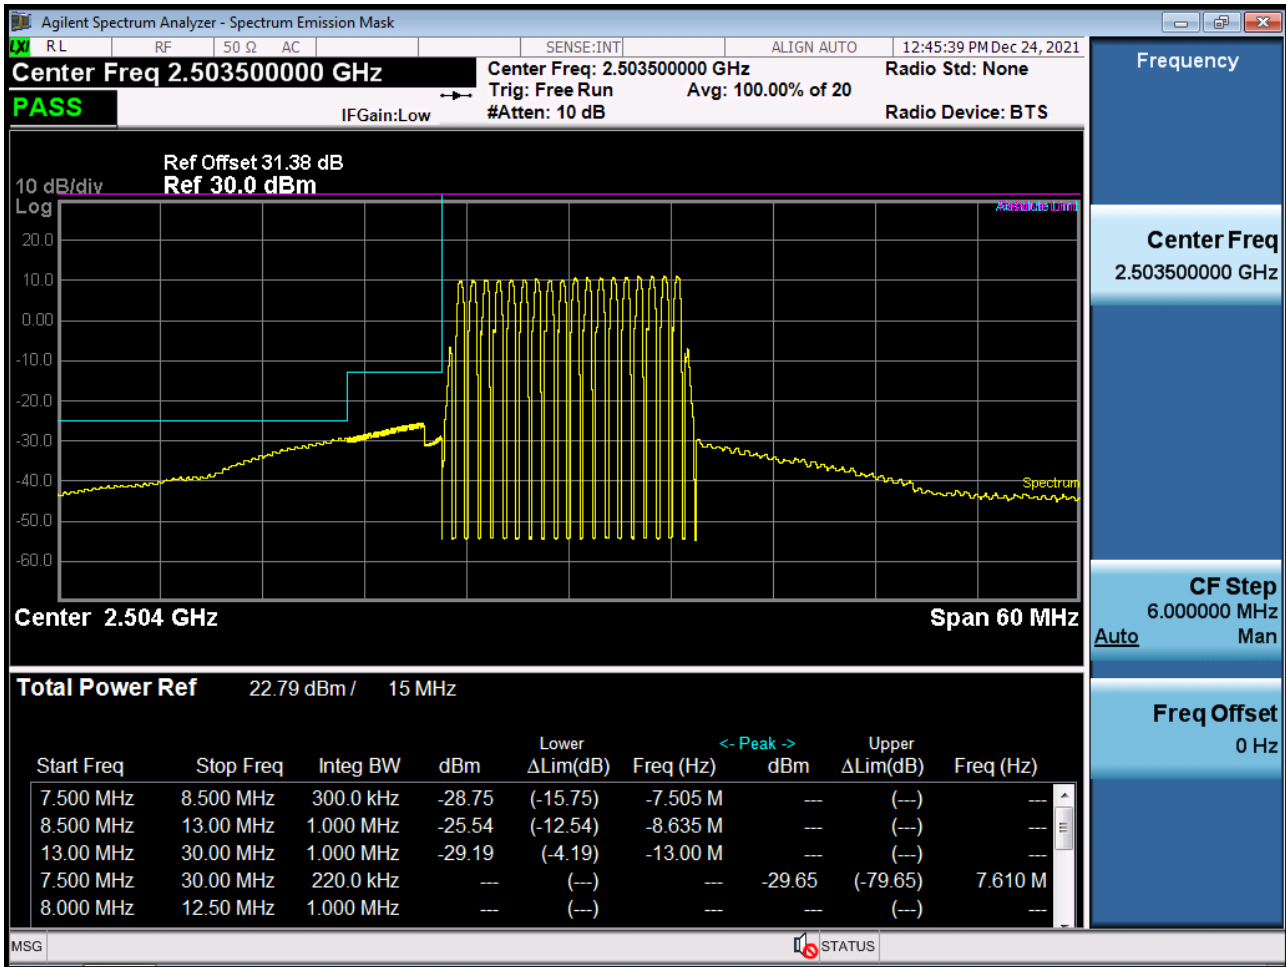 Agilent Spectrum Analyzer - Spectrum Emission Mask
LXI RL RF 50 Ω AC SENSE:INT ALIGN AUTO 12:45:39 PM Dec 24, 2021
Center Freq 2.503500000 GHz
Center Freq: 2.503500000 GHz
Radio Std: None
Trig: Free Run Avg: 100.00% of 20
PASS
IFGain:Low
#Atten: 10 dB
Radio Device: BTS
Ref Offset 31.38 dB
10 dB/div Ref 30.0 dBm
Log
Absolute Limit
20.0
10.0
0.00
-10.0
-20.0
-30.0
-40.0
Spectrum
-50.0
-60.0
Center 2.504 GHz Span 60 MHz
Total Power Ref 22.79 dBm / 15 MHz
Lower <- Peak -> Upper
Start Freq Stop Freq Integ BW dBm ΔLim(dB) Freq (Hz) dBm ΔLim(dB) Freq (Hz)
7.500 MHz 8.500 MHz 300.0 kHz -28.75 (-15.75) -7.505 M --- (---) ---
8.500 MHz 13.00 MHz 1.000 MHz -25.54 (-12.54) -8.635 M --- (---) ---
13.00 MHz 30.00 MHz 1.000 MHz -29.19 (-4.19) -13.00 M --- (---) ---
7.500 MHz 30.00 MHz 220.0 kHz --- (---) --- -29.65 (-79.65) 7.610 M
8.000 MHz 12.50 MHz 1.000 MHz --- (---) --- --- (---) ---
MSG STATUS
Frequency
Center Freq
2.503500000 GHz
CF Step
6.000000 MHz
Auto Man
Freq Offset
0 Hz